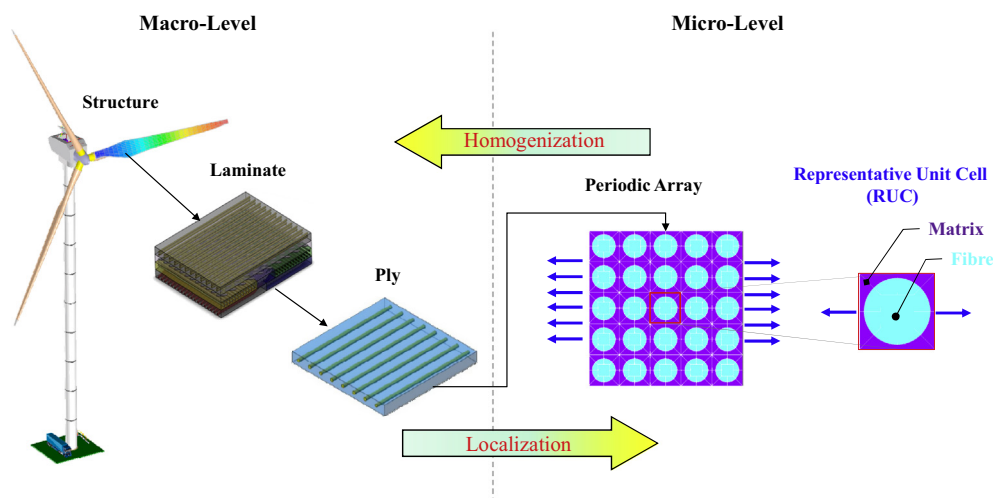 Macro-Level
Micro-Level
Structure
Homogenization
Laminate
Periodic Array
Representative Unit Cell
(RUC)
Matrix
Ply
Fibre
Localization